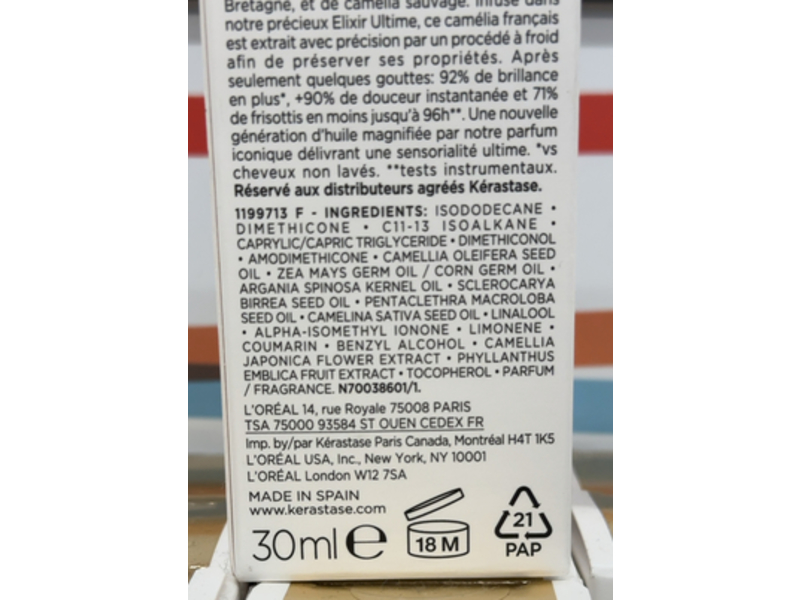 Bretagne, et de camélia sauvage. Infusé dans
notre précieux Elixir Ultime, ce camélia français
est extrait avec précision par un procédé à froid
afin de préserver ses propriétés. Après
seulement quelques gouttes: 92% de brillance
en plus*, +90% de douceur instantanée et 71%
de frisottis en moins jusqu'à 96h**. Une nouvelle
génération d'huile magnifiée par notre parfum
iconique délivrant une sensorialité ultime. *vs
cheveux non lavés. **tests instrumentaux.
Réservé aux distributeurs agréés Kérastase.
1199713 F - INGREDIENTS: ISODODECANE •
DIMETHICONE • C11-13 ISOALKANE •
CAPRYLIC/CAPRIC TRIGLYCERIDE • DIMETHICONOL
• AMODIMETHICONE • CAMELLIA OLEIFERA SEED
OIL • ZEA MAYS GERM OIL / CORN GERM OIL •
ARGANIA SPINOSA KERNEL OIL • SCLEROCARYA
BIRREA SEED OIL • PENTACLETHRA MACROLOBA
SEED OIL • CAMELINA SATIVA SEED OIL • LINALOOL
• ALPHA-ISOMETHYL IONONE • LIMONENE •
COUMARIN • BENZYL ALCOHOL • CAMELLIA
JAPONICA FLOWER EXTRACT • PHYLLANTHUS
EMBLICA FRUIT EXTRACT • TOCOPHEROL • PARFUM
/ FRAGRANCE. N70038601/1.
L'ORÉAL 14, rue Royale 75008 PARIS
TSA 75000 93584 ST OUEN CEDEX FR
Imp. by/par Kérastase Paris Canada, Montréal H4T 1K5
L'ORÉAL USA, Inc., New York, NY 10001
L'ORÉAL London W12 7SA
MADE IN SPAIN
www.kerastase.com
30ml e
18 M
21
PAP